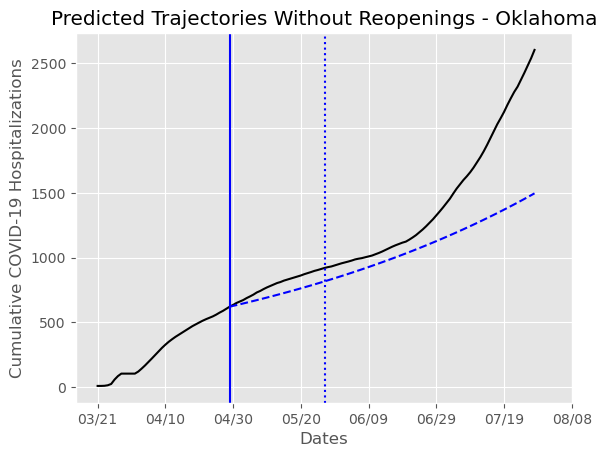 Predicted Trajectories Without Reopenings - Oklahoma
Cumulative COVID-19 Hospitalizations
2500
2000
1500
1000
500
0
03/21 04/10 04/30 05/20 06/09 06/29 07/19 08/08
Dates